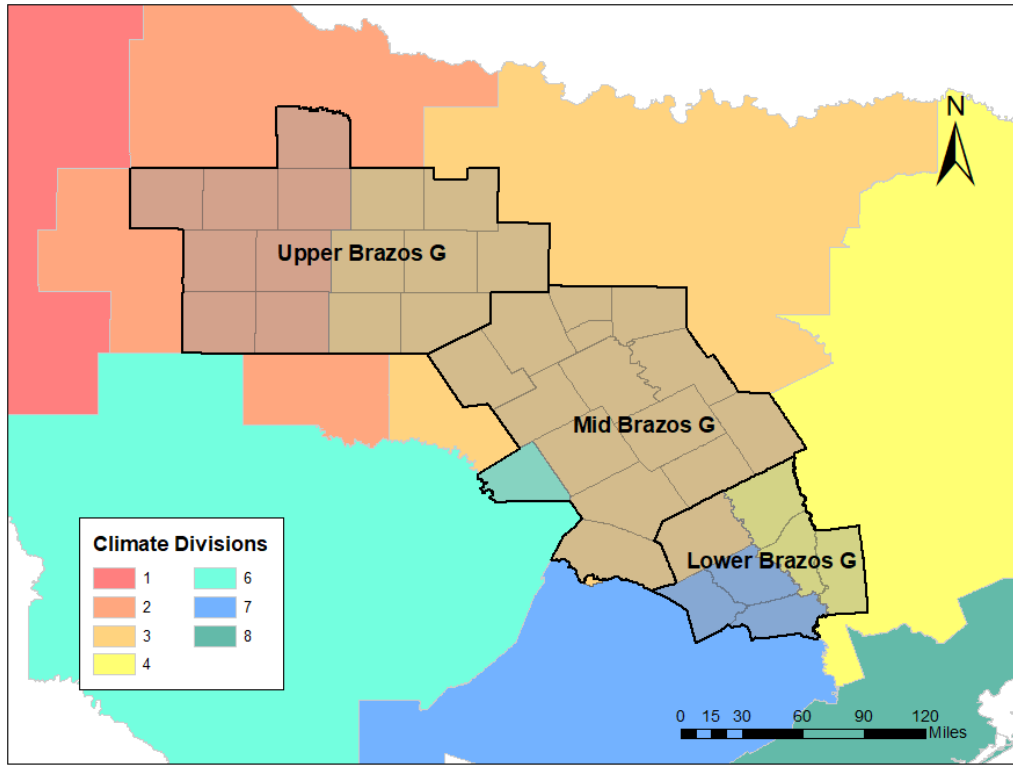 N
Upper Brazos G
Mid Brazos G
Lower Brazos G
Climate Divisions
1
2
3
4
6
7
8
0 15 30 60 90 120
Miles